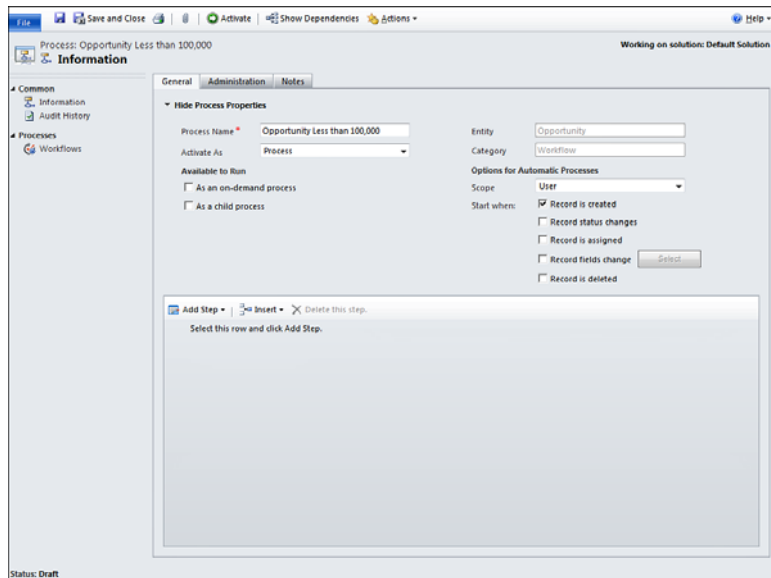 File Save and Close Activate Show Dependencies Actions Help
Process: Opportunity Less than 100,000
Information
Working on solution: Default Solution
Common
Information
Audit History
Processes
Workflows
General Administration Notes
Hide Process Properties
Process Name * Opportunity Less than 100,000
Activate As Process
Available to Run
As an on-demand process
As a child process
Entity Opportunity
Category Workflow
Options for Automatic Processes
Scope User
Start when: Record is created
Record status changes
Record is assigned
Record fields change Select
Record is deleted
Add Step Insert Delete this step.
Select this row and click Add Step.
Status: Draft